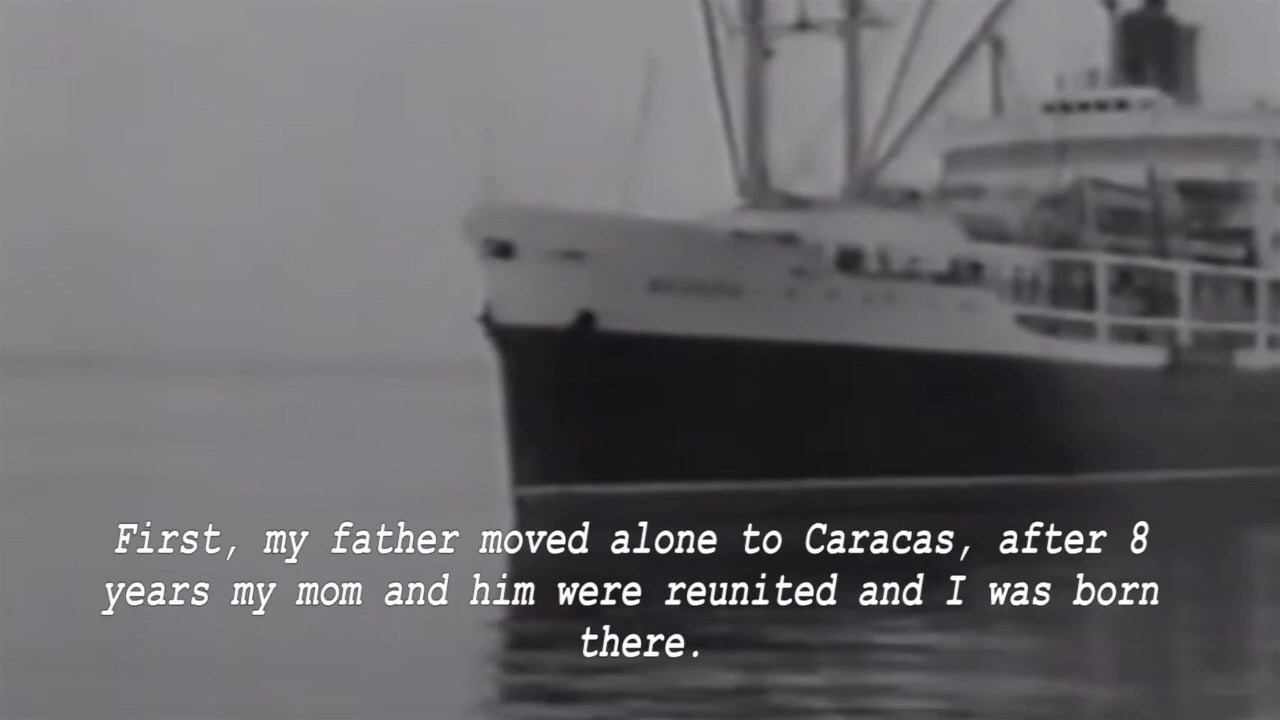 First, my father moved alone to Caracas, after 8
years my mom and him were reunited and I was born
there.